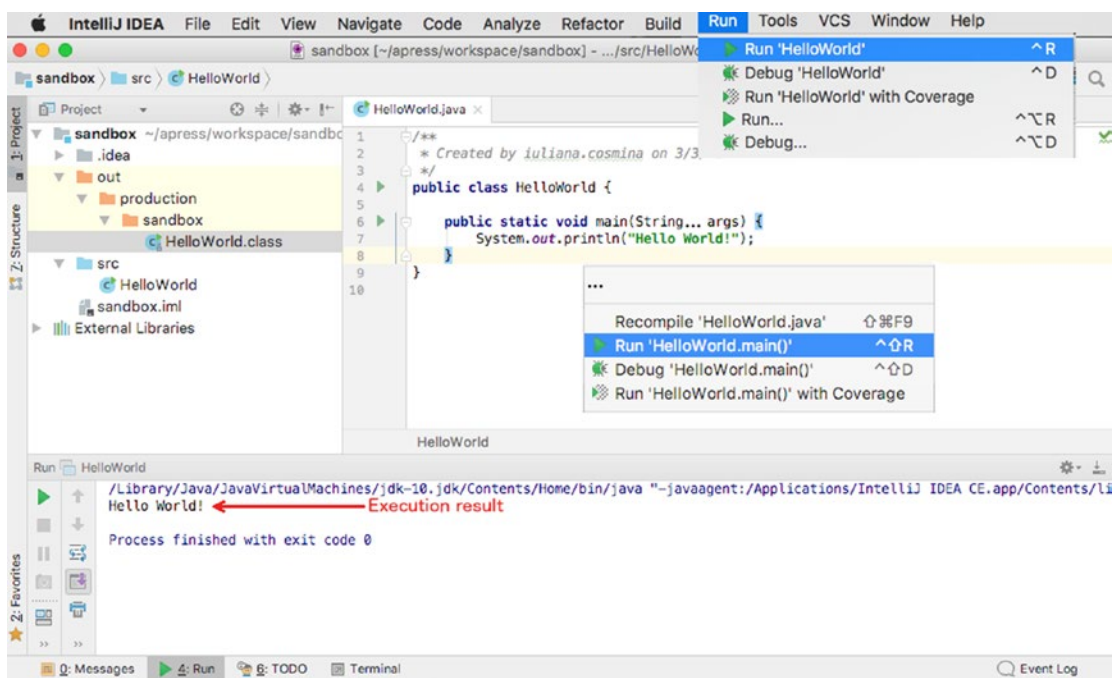 IntelliJ IDEA File Edit View Navigate Code Analyze Refactor Build Run Tools VCS Window Help
sandbox [~/apress/workspace/sandbox] - .../src/HelloWo
sandbox src HelloWorld
Run 'HelloWorld' ^R
Debug 'HelloWorld' ^D
Run 'HelloWorld' with Coverage
Run... ^⌥R
Debug... ^⌥D
1: Project
Z: Structure
2: Favorites
Project
sandbox ~/apress/workspace/sandbo
.idea
out
production
sandbox
HelloWorld.class
src
HelloWorld
sandbox.iml
External Libraries
HelloWorld.java
1 /**
2 * Created by iuliana.cosmina on 3/3
3 */
4 public class HelloWorld {
5
6 public static void main(String... args) {
7 System.out.println("Hello World!");
8 }
9 }
10
...
Recompile 'HelloWorld.java' ⇧⌘F9
Run 'HelloWorld.main()' ^⇧R
Debug 'HelloWorld.main()' ^⇧D
Run 'HelloWorld.main()' with Coverage
HelloWorld
Run HelloWorld
/Library/Java/JavaVirtualMachines/jdk-10.jdk/Contents/Home/bin/java "-javaagent:/Applications/IntelliJ IDEA CE.app/Contents/li
Hello World! Execution result
Process finished with exit code 0
0: Messages 4: Run 6: TODO Terminal Event Log